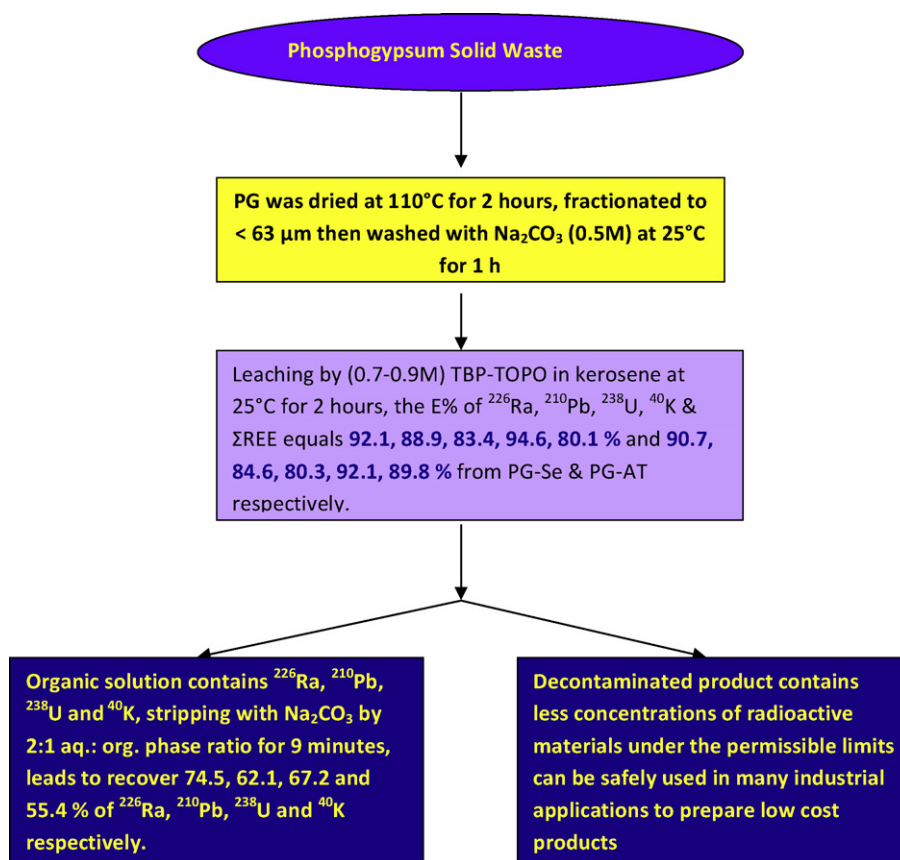 Phosphogypsum Solid Waste
PG was dried at 110°C for 2 hours, fractionated to
< 63 µm then washed with Na₂CO₃ (0.5M) at 25°C
for 1 h
Leaching by (0.7-0.9M) TBP-TOPO in kerosene at
25°C for 2 hours, the E% of ²²⁶Ra, ²¹⁰Pb, ²³⁸U, ⁴⁰K &
ΣREE equals 92.1, 88.9, 83.4, 94.6, 80.1 % and 90.7,
84.6, 80.3, 92.1, 89.8 % from PG-Se & PG-AT
respectively.
Organic solution contains ²²⁶Ra, ²¹⁰Pb,
²³⁸U and ⁴⁰K, stripping with Na₂CO₃ by
2:1 aq.: org. phase ratio for 9 minutes,
leads to recover 74.5, 62.1, 67.2 and
55.4 % of ²²⁶Ra, ²¹⁰Pb, ²³⁸U and ⁴⁰K
respectively.
Decontaminated product contains
less concentrations of radioactive
materials under the permissible limits
can be safely used in many industrial
applications to prepare low cost
products